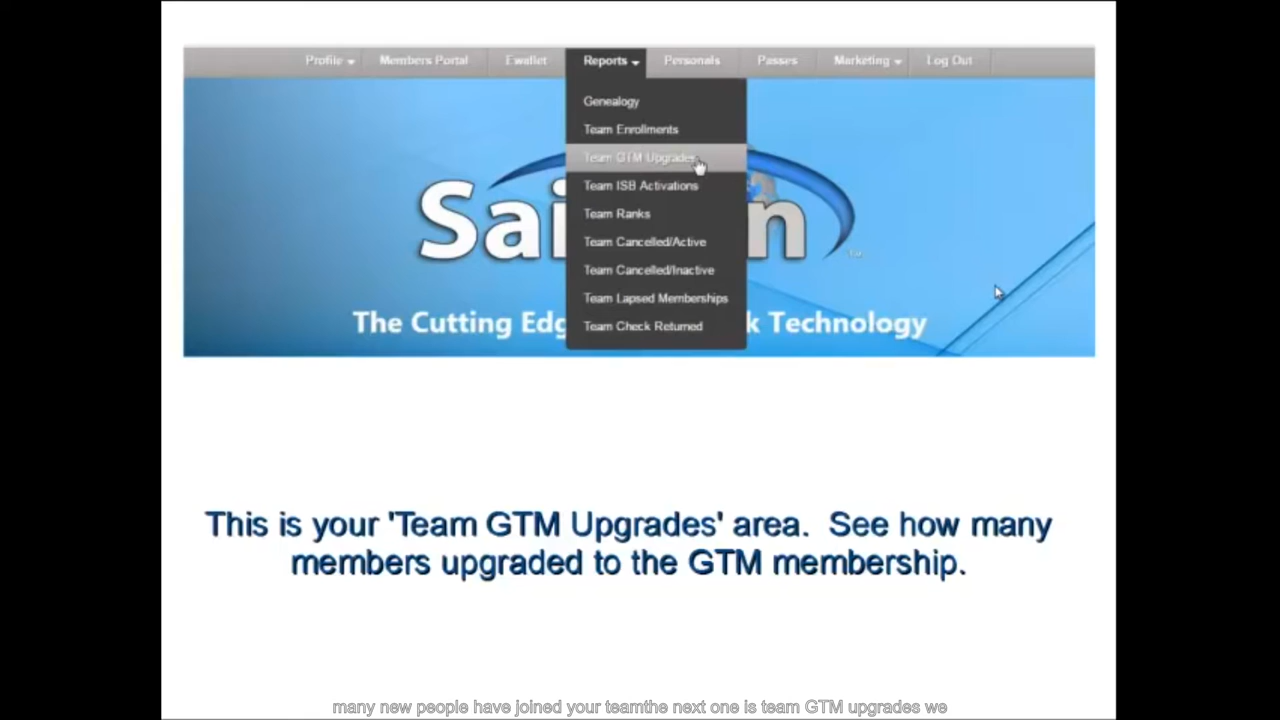 Profile
Members Portal
Ewallet
Reports
Personals
Passes
Marketing
Log Out
Genealogy
Team Enrollments
Team GTM Upgrades
Team ISB Activations
Team Ranks
Team Cancelled/Active
Team Cancelled/Inactive
Team Lapsed Memberships
Team Check Returned
Sai
n
The Cutting Edg
k Technology
This is your 'Team GTM Upgrades' area. See how many
members upgraded to the GTM membership.
many new people have joined your teamthe next one is team GTM upgrades we